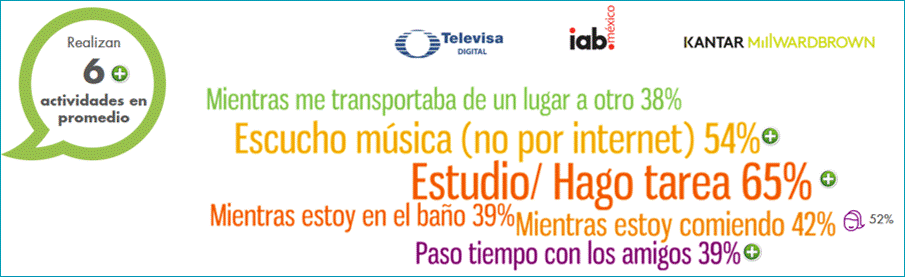 Realizan
6
actividades en
promedio
Televisa
DIGITAL
iab.
méxico
KANTAR MillWARDBROWN
Mientras me transportaba de un lugar a otro 38%
Escucho música (no por internet) 54%
Estudio/ Hago tarea 65%
Mientras estoy en el baño 39%
Mientras estoy comiendo 42%
52%
Paso tiempo con los amigos 39%